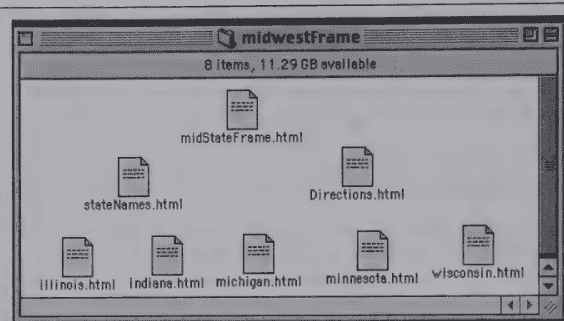 midwestFrame
8 items, 11.29 GB available
midStateFrame.html
stateNames.html
Directions.html
illinois.html
indiana.html
michigan.html
minnesota.html
wisconsin.html